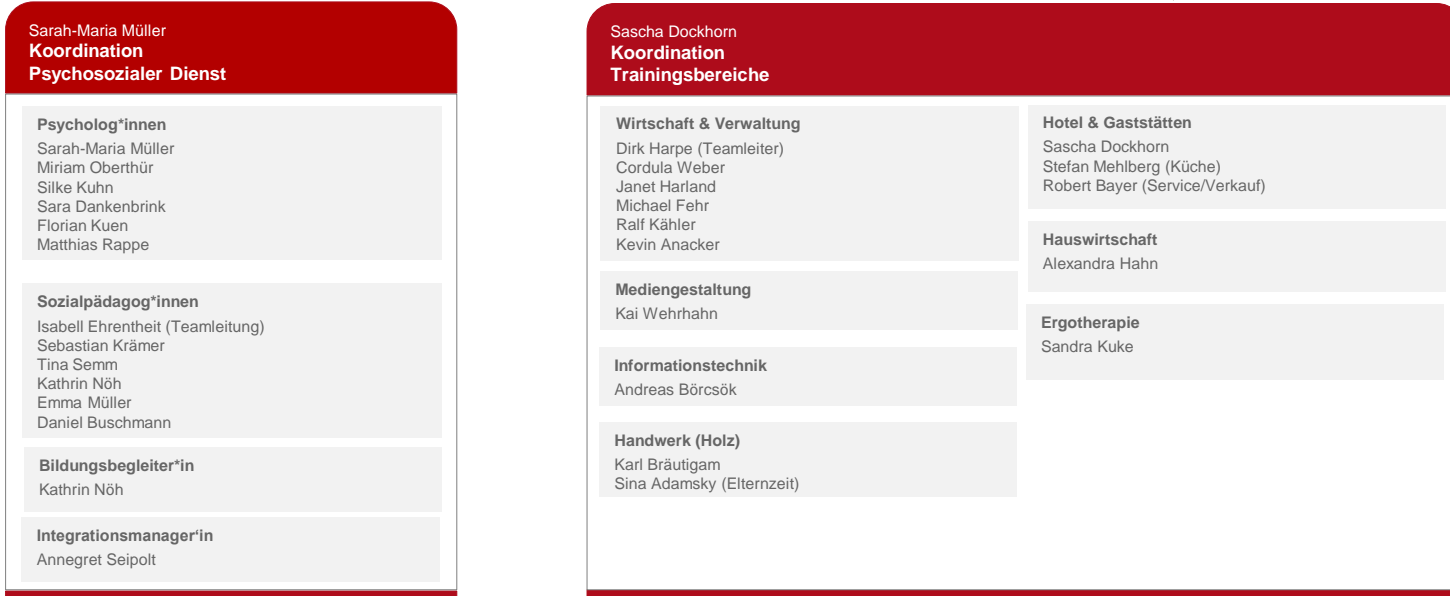 Sarah-Maria Müller
Koordination
Psychosozialer Dienst
Psycholog*innen
Sarah-Maria Müller
Miriam Oberthür
Silke Kuhn
Sara Dankenbrink
Florian Kuen
Matthias Rappe
Sozialpädagog*innen
Isabell Ehrentheit (Teamleitung)
Sebastian Krämer
Tina Semm
Kathrin Nöh
Emma Müller
Daniel Buschmann
Bildungsbegleiter*in
Kathrin Nöh
Integrationsmanager‘in
Annegret Seipolt
Sascha Dockhorn
Koordination
Trainingsbereiche
Wirtschaft & Verwaltung
Dirk Harpe (Teamleiter)
Cordula Weber
Janet Harland
Michael Fehr
Ralf Kähler
Kevin Anacker
Mediengestaltung
Kai Wehrhahn
Informationstechnik
Andreas Börcsök
Handwerk (Holz)
Karl Bräutigam
Sina Adamsky (Elternzeit)
Hotel & Gaststätten
Sascha Dockhorn
Stefan Mehlberg (Küche)
Robert Bayer (Service/Verkauf)
Hauswirtschaft
Alexandra Hahn
Ergotherapie
Sandra Kuke